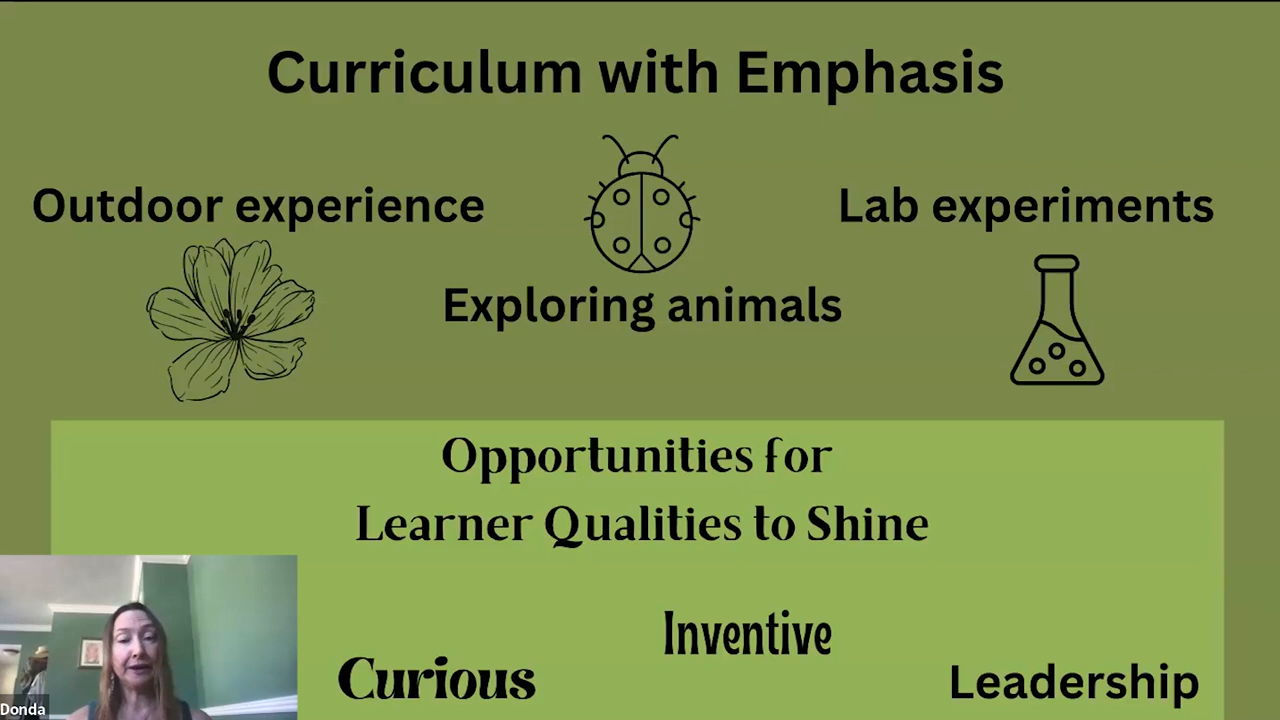 Curriculum with Emphasis
Outdoor experience
Lab experiments
Exploring animals
Opportunities for
Learner Qualities to Shine
Inventive
Curious
Leadership
Donda